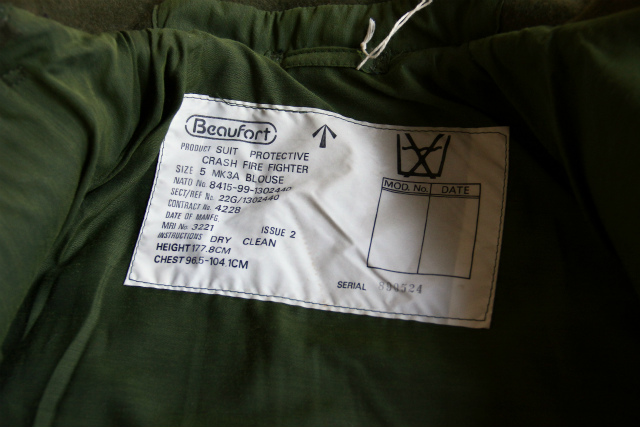 Beaufort
PRODUCT SUIT PROTECTIVE
CRASH FIRE FIGHTER
SIZE 5 MK3A BLOUSE
NATO No. 8415-99-1302440
SECT/REF No. 22G/1302440
CONTRACT No. 4228
DATE OF MANFG.
MRI No. 3221 ISSUE 2
INSTRUCTIONS DRY CLEAN
HEIGHT 177.8CM
CHEST 96.5-104.1CM
MOD. No. DATE
SERIAL